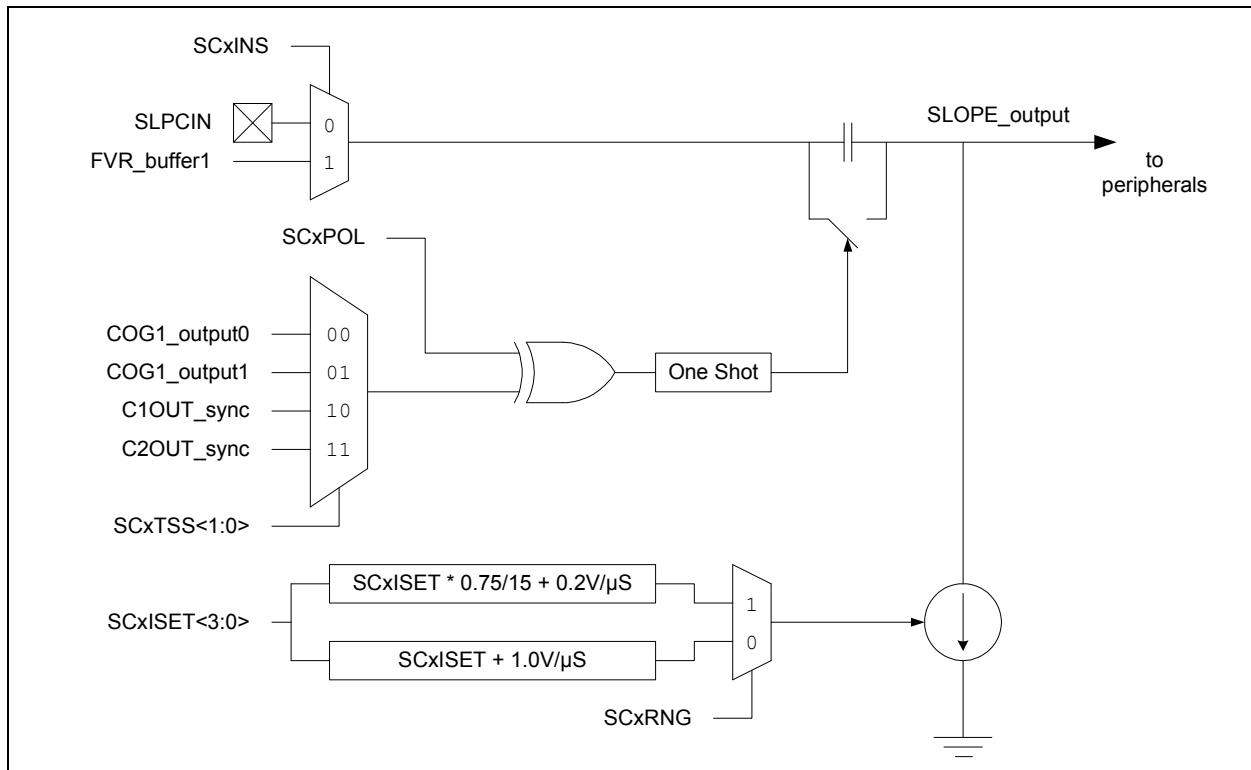 SCxINS
SLPCIN
0
SLOPE_output
FVR_buffer1
1
to
peripherals
SCxPOL
COG1_output0
00
COG1_output1
01
One Shot
C1OUT_sync
10
C2OUT_sync
11
SCxTSS<1:0>
SCxISET * 0.75/15 + 0.2V/µS
1
SCxISET<3:0>
0
SCxISET + 1.0V/µS
SCxRNG